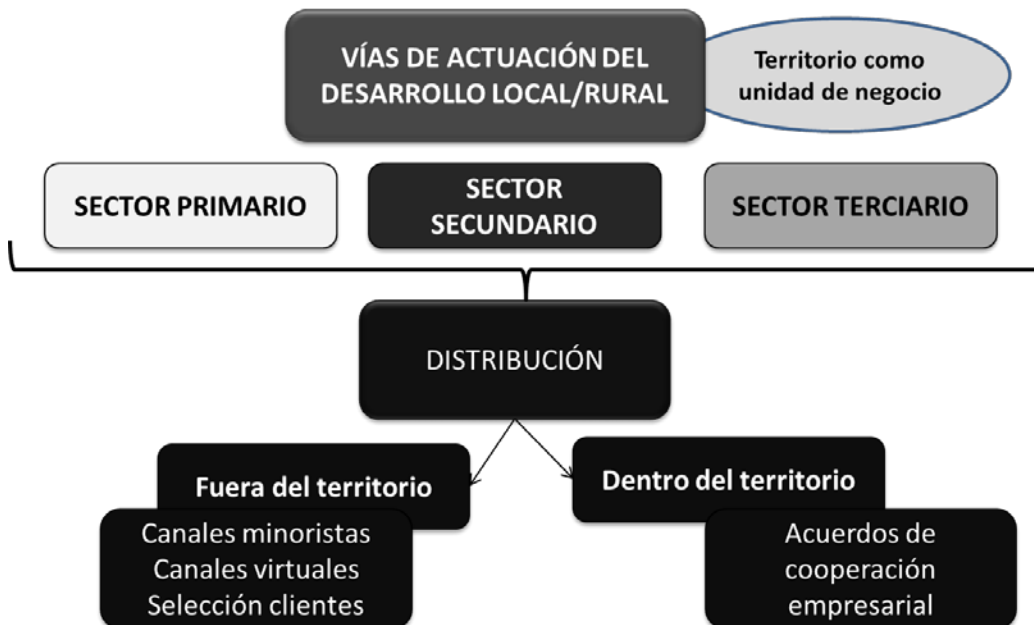 VÍAS DE ACTUACIÓN DEL
DESARROLLO LOCAL/RURAL
Territorio como
unidad de negocio
SECTOR PRIMARIO
SECTOR
SECUNDARIO
SECTOR TERCIARIO
DISTRIBUCIÓN
Fuera del territorio
Canales minoristas
Canales virtuales
Selección clientes
Dentro del territorio
Acuerdos de
cooperación
empresarial